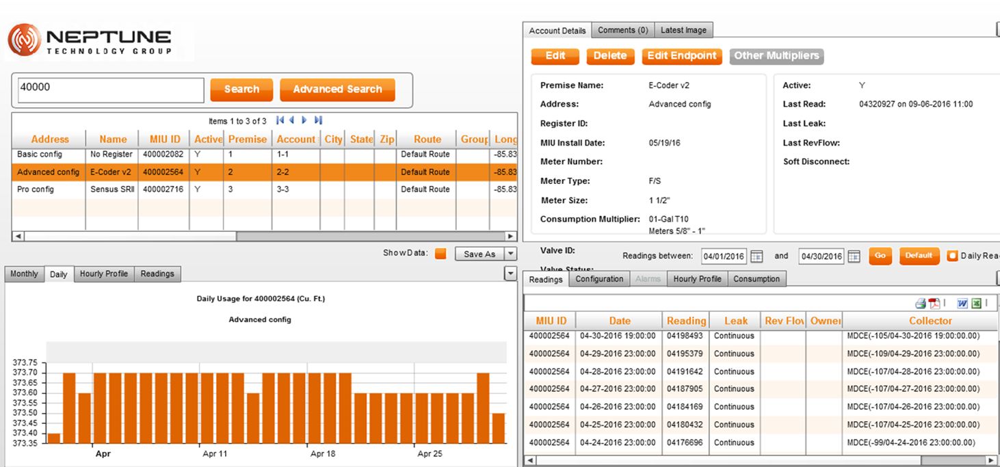 NEPTUNE
TECHNOLOGY GROUP
40000
Search
Advanced Search
Items 1 to 3 of 3
Address Name MIU ID Active Premise Account City State Zip Route Group Long
Basic config No Register 400002082 Y 1 1-1 Default Route -85.83
Advanced config E-Coder v2 400002564 Y 2 2-2 Default Route -85.83
Pro config Sensus SRII 400002716 Y 3 3-3 Default Route -85.83
Show Data: Save As
Monthly Daily Hourly Profile Readings
Daily Usage for 400002564 (Cu. Ft.)
Advanced config
373.75
373.70
373.65
373.60
373.55
373.50
373.45
373.40
373.35
Apr Apr 11 Apr 18 Apr 25
Account Details Comments (0) Latest Image
Edit Delete Edit Endpoint Other Multipliers
Premise Name: E-Coder v2
Address: Advanced config
Register ID:
MIU Install Date: 05/19/16
Meter Number:
Meter Type: F/S
Meter Size: 1 1/2"
Consumption Multiplier: 01-Gal T10
Meters 5/8" - 1"
Active: Y
Last Read: 04320927 on 09-06-2016 11:00
Last Leak:
Last RevFlow:
Soft Disconnect:
Valve ID:
Valve Status:
Readings between: 04/01/2016 and 04/30/2016 Go Default Daily Rea
Readings Configuration Alarms Hourly Profile Consumption
MIU ID Date Reading Leak Rev Flov Owner Collector
400002564 04-30-2016 19:00:00 04198493 Continuous MDCE(-105/04-30-2016 19:00:00.00)
400002564 04-29-2016 23:00:00 04195379 Continuous MDCE(-109/04-29-2016 23:00:00.00)
400002564 04-28-2016 23:00:00 04191642 Continuous MDCE(-107/04-28-2016 23:00:00.00)
400002564 04-27-2016 23:00:00 04187905 Continuous MDCE(-107/04-27-2016 23:00:00.00)
400002564 04-26-2016 23:00:00 04184169 Continuous MDCE(-107/04-26-2016 23:00:00.00)
400002564 04-25-2016 23:00:00 04180432 Continuous MDCE(-107/04-25-2016 23:00:00.00)
400002564 04-24-2016 23:00:00 04176696 Continuous MDCE(-99/04-24-2016 23:00:00.00)